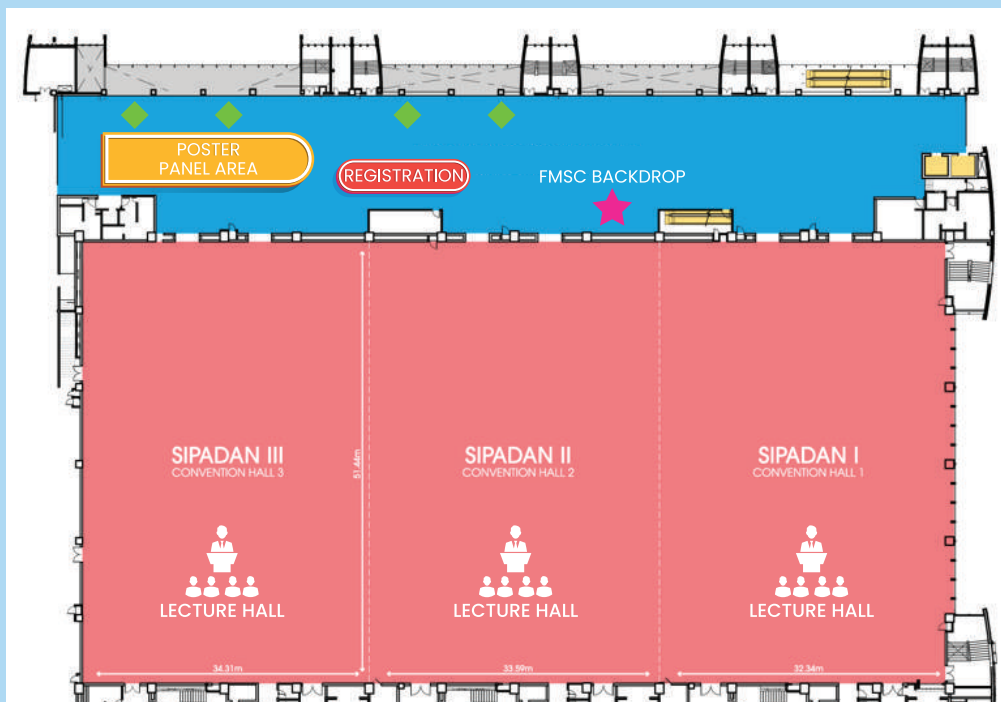 POSTER
PANEL AREA
REGISTRATION
FMSC BACKDROP
SIPADAN III
CONVENTION HALL 3
51.44m
SIPADAN II
CONVENTION HALL 2
SIPADAN I
CONVENTION HALL 1
LECTURE HALL
LECTURE HALL
LECTURE HALL
34.31m
33.59m
32.34m